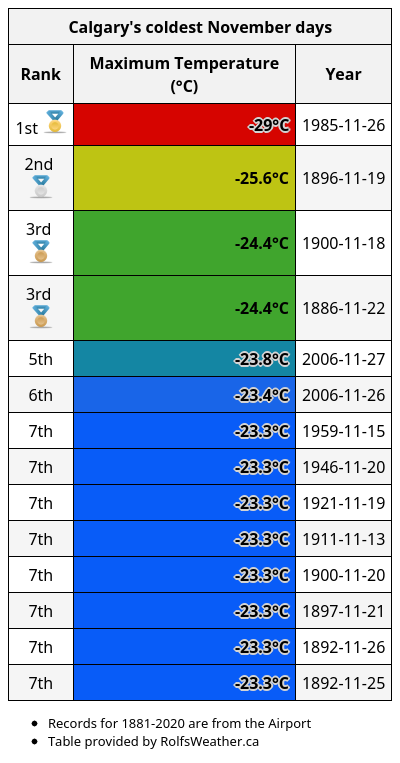 Calgary's coldest November days
Rank Maximum Temperature (°C) Year
1st -29°C 1985-11-26
2nd -25.6°C 1896-11-19
3rd -24.4°C 1900-11-18
3rd -24.4°C 1886-11-22
5th -23.8°C 2006-11-27
6th -23.4°C 2006-11-26
7th -23.3°C 1959-11-15
7th -23.3°C 1946-11-20
7th -23.3°C 1921-11-19
7th -23.3°C 1911-11-13
7th -23.3°C 1900-11-20
7th -23.3°C 1897-11-21
7th -23.3°C 1892-11-26
7th -23.3°C 1892-11-25
• Records for 1881-2020 are from the Airport
• Table provided by RolfsWeather.ca